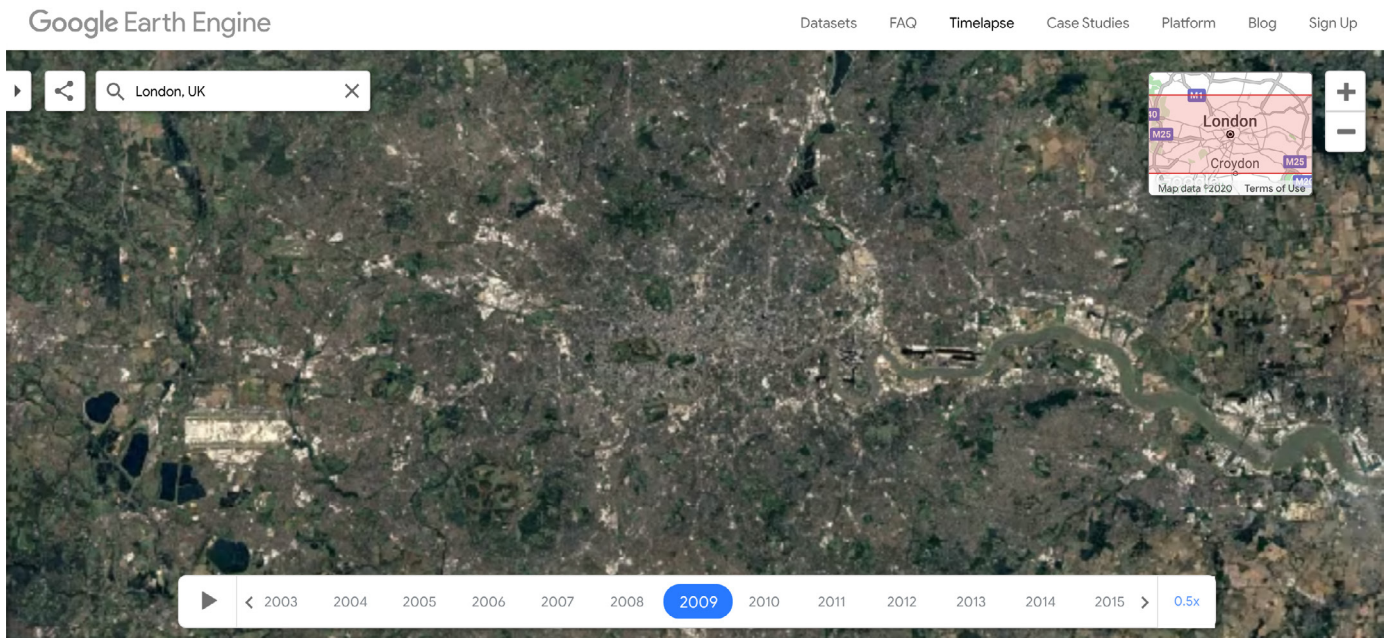 Google Earth Engine
Datasets FAQ Timelapse Case Studies Platform Blog Sign Up
London, UK
M1
40
London
M25
Croydon
M25
Map data ©2020 Terms of Use
2003 2004 2005 2006 2007 2008 2009 2010 2011 2012 2013 2014 2015 0.5x